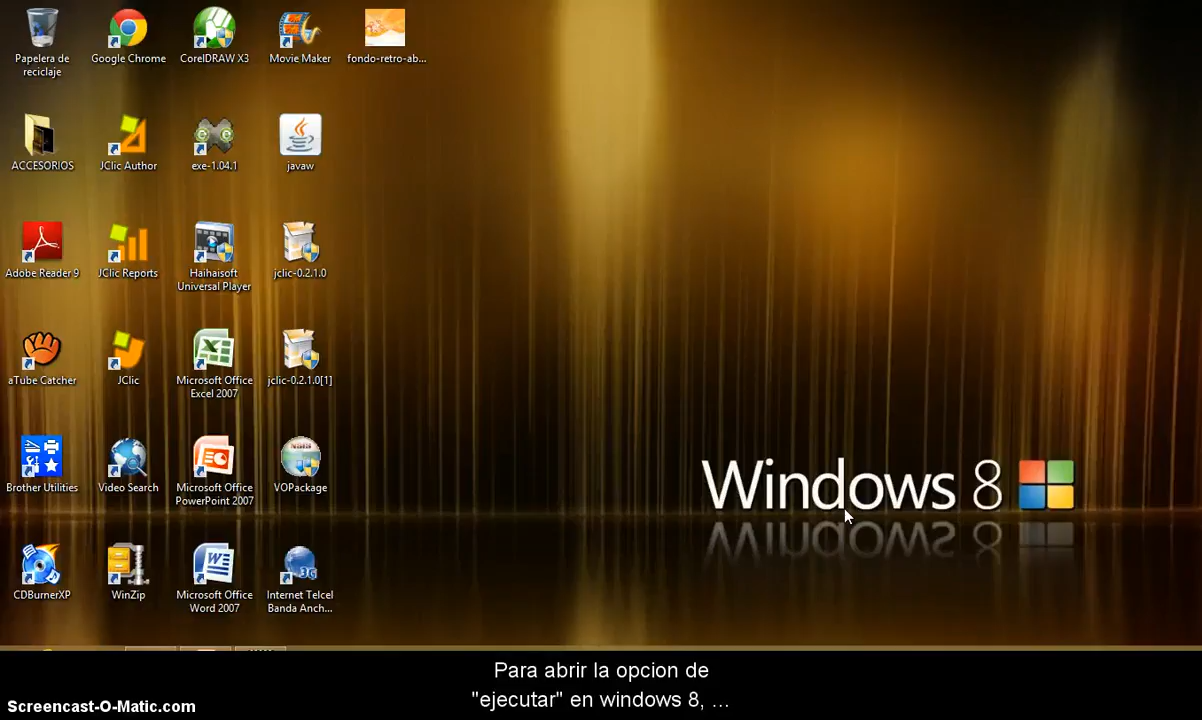 Papelera de
reciclaje
Google Chrome
CorelDRAW X3
Movie Maker
fondo-retro-ab...
ACCESORIOS
JClic Author
exe-1.04.1
javaw
Adobe Reader 9
JClic Reports
Haihaisoft
Universal Player
jclic-0.2.1.0
aTube Catcher
JClic
Microsoft Office
Excel 2007
jclic-0.2.1.0[1]
Brother Utilities
Video Search
Microsoft Office
PowerPoint 2007
VOPackage
Windows 8
CDBurnerXP
WinZip
Microsoft Office
Word 2007
Internet Telcel
Banda Anch...
Para abrir la opcion de
"ejecutar" en windows 8, ...
Screencast-O-Matic.com